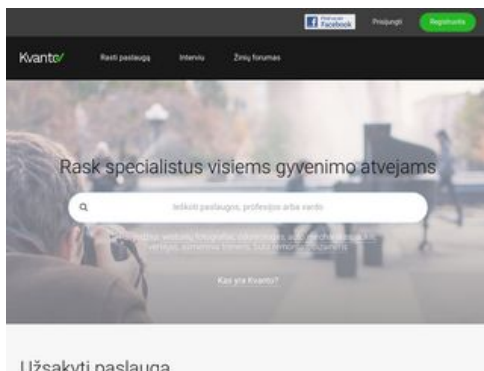 Facebook
Prisijungti
Registruotis
Kvanto
Rasti paslaugą
Interviu
Žinių forumas
Rask specialistus visiems gyvenimo atvejams
Ieškoti paslaugos, profesijos arba vardo
Kas yra Kvanto?
Užsakyti paslaugą